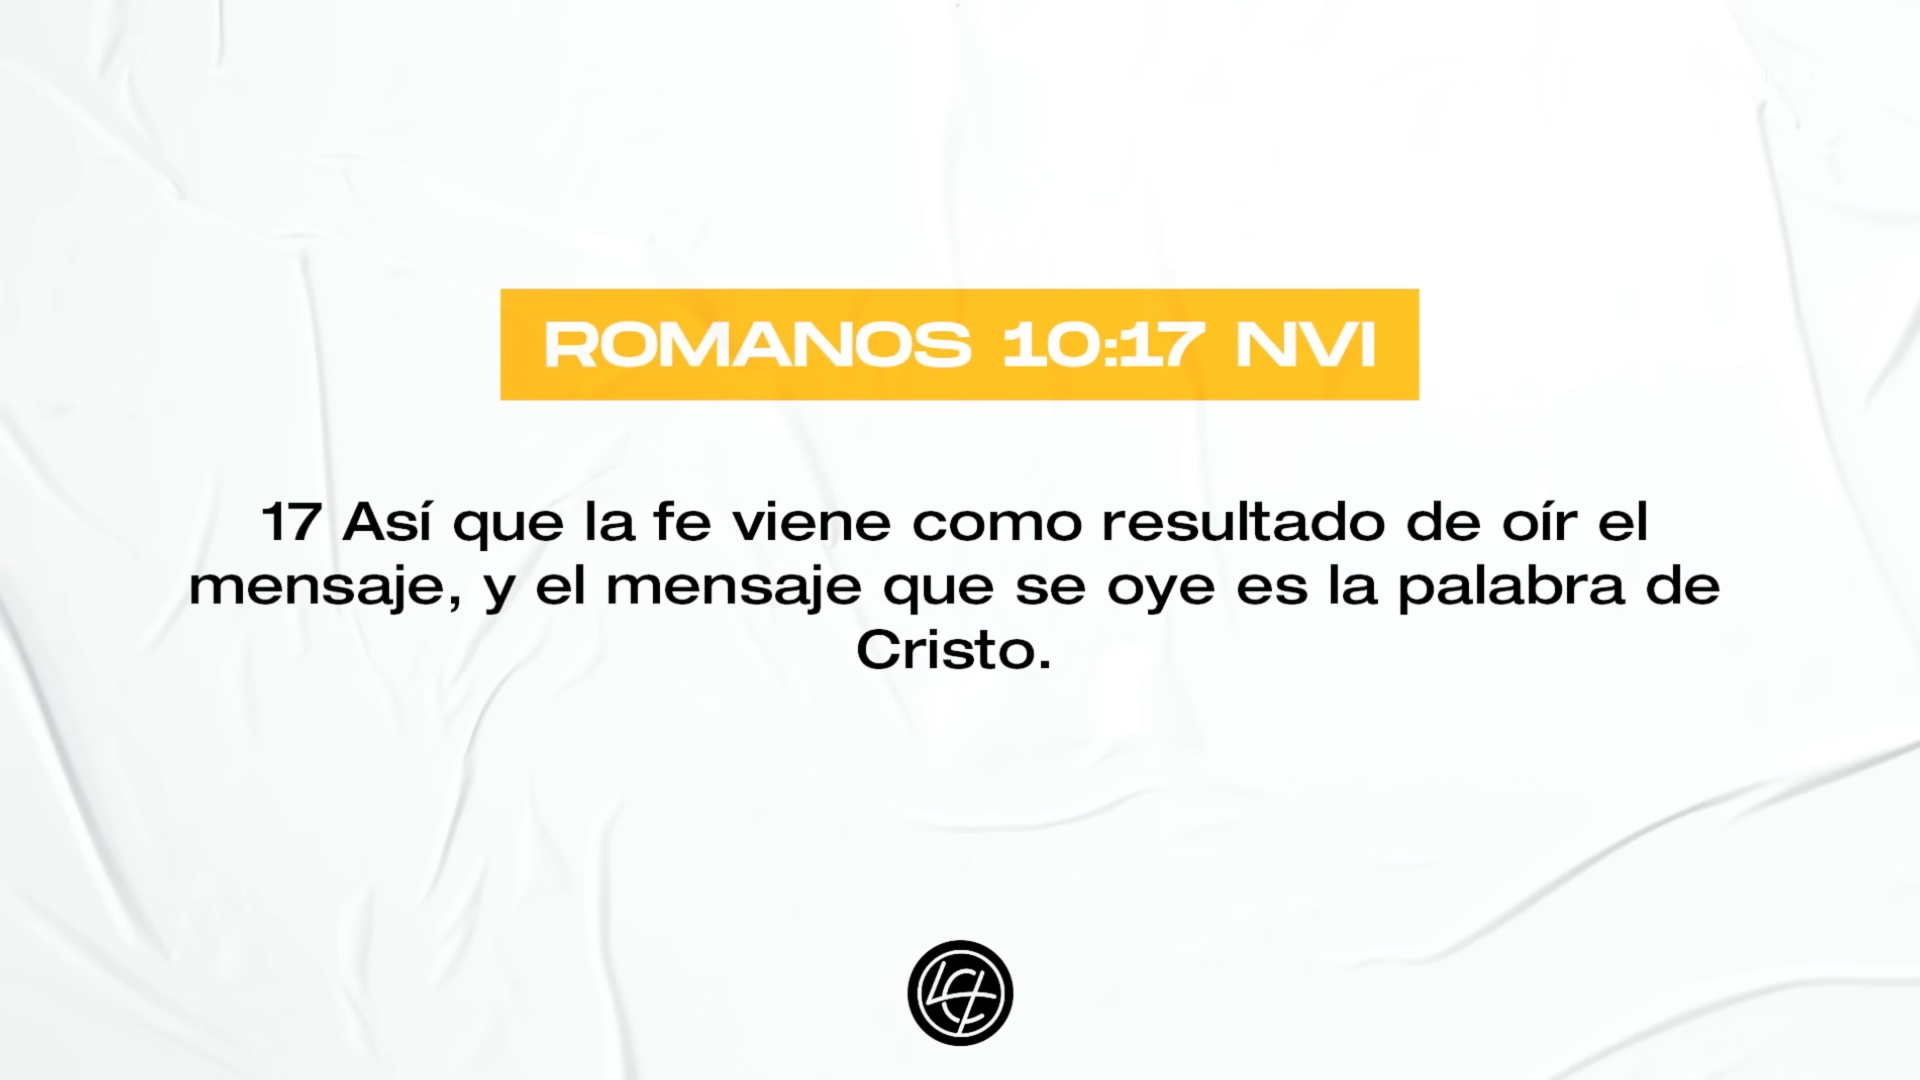 ROMANOS 10:17 NVI
17 Así que la fe viene como resultado de oír el
mensaje, y el mensaje que se oye es la palabra de
Cristo.